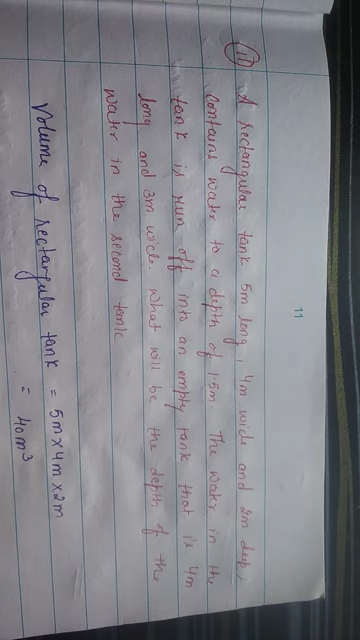 11
(11) A rectangular tank 5m long, 4m wide and 2m deep,
contains water to a depth of 1.5m. The water in the
tank is run off into an empty tank that is 4m
long and 3m wide. What will be the depth of the
water in the second tank
Volume of rectangular tank = 5m x 4m x 2m
= 40m³